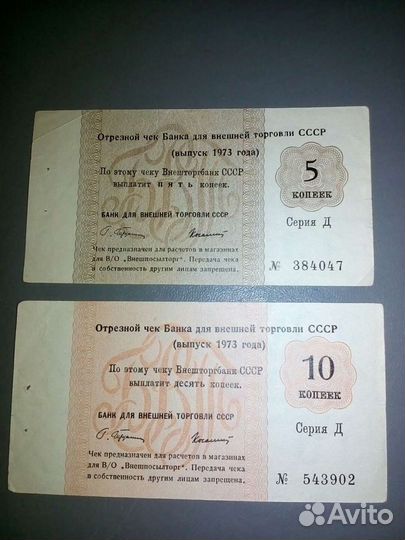 Отрезной чек Банка для внешней торговли СССР
(выпуск 1973 года)
По этому чеку Внешторгбанк СССР
выплатит пять копеек.
БАНК ДЛЯ ВНЕШНЕЙ ТОРГОВЛИ СССР
Чек предназначен для расчетов в магазинах
для В/О „Внешпосылторг". Передача чека
в собственность другим лицам запрещена.
5
КОПЕЕК
Серия Д
№ 384047
Отрезной чек Банка для внешней торговли СССР
(выпуск 1973 года)
По этому чеку Внешторгбанк СССР
выплатит десять копеек.
БАНК ДЛЯ ВНЕШНЕЙ ТОРГОВЛИ СССР
Чек предназначен для расчетов в магазинах
для В/О „Внешпосылторг". Передача чека
в собственность другим лицам запрещена.
10
КОПЕЕК
Серия Д
№ 543902
Avito